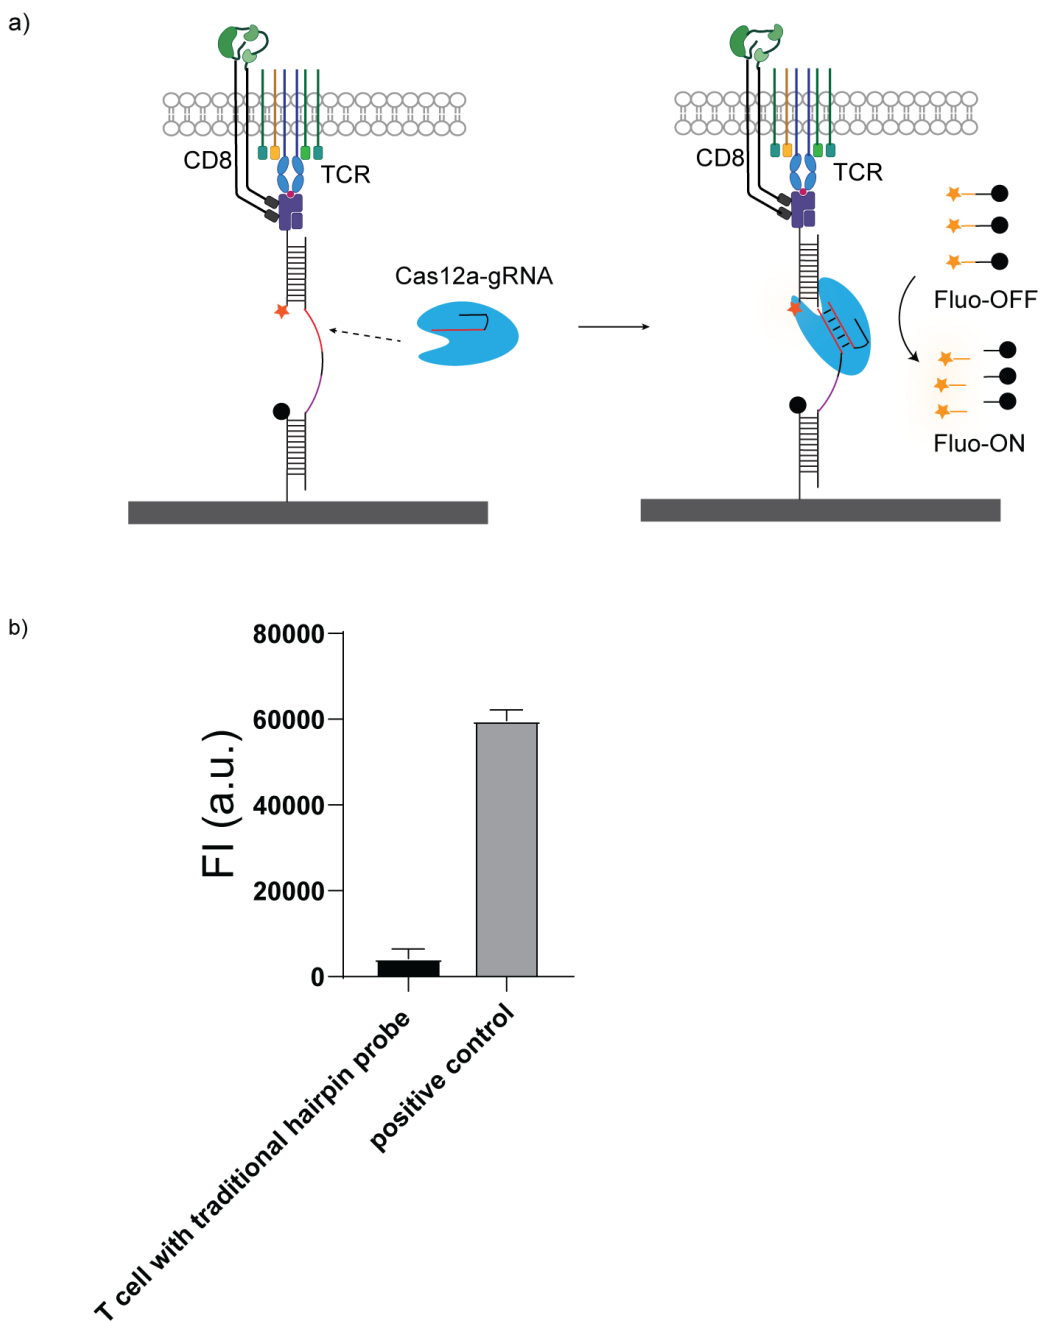 a)
CD8
TCR
Cas12a-gRNA
CD8
TCR
Fluo-OFF
Fluo-ON
b)
80000
60000
40000
20000
0
FI (a.u.)
T cell with traditional hairpin probe
positive control